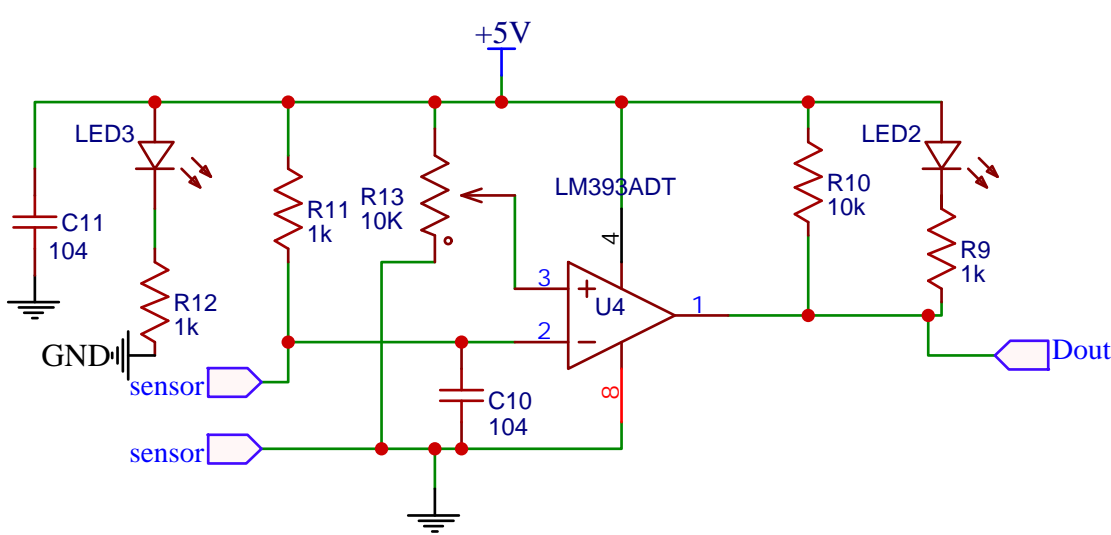 +5V
LED3
LED2
LM393ADT
R11
1k
R13
10K
R10
10k
C11
104
4
R9
1k
3
U4
1
R12
1k
2
GND
Dout
sensor
8
C10
104
sensor